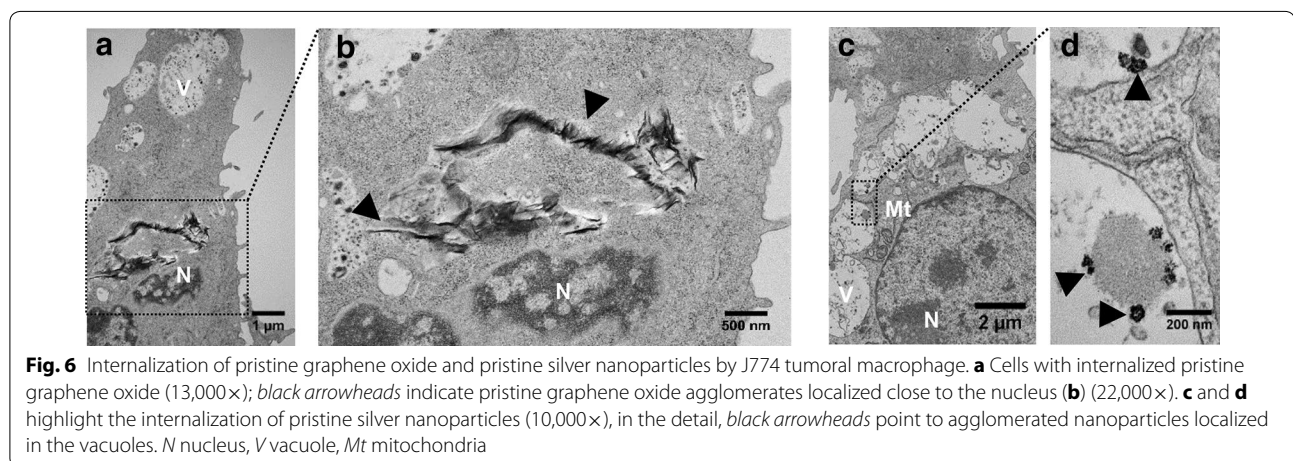 a
V
N
1 µm
b
N
500 nm
c
Mt
V
N
2 µm
d
200 nm
Fig. 6 Internalization of pristine graphene oxide and pristine silver nanoparticles by J774 tumoral macrophage. a Cells with internalized pristine
graphene oxide (13,000×); black arrowheads indicate pristine graphene oxide agglomerates localized close to the nucleus (b) (22,000×). c and d
highlight the internalization of pristine silver nanoparticles (10,000×), in the detail, black arrowheads point to agglomerated nanoparticles localized
in the vacuoles. N nucleus, V vacuole, Mt mitochondria